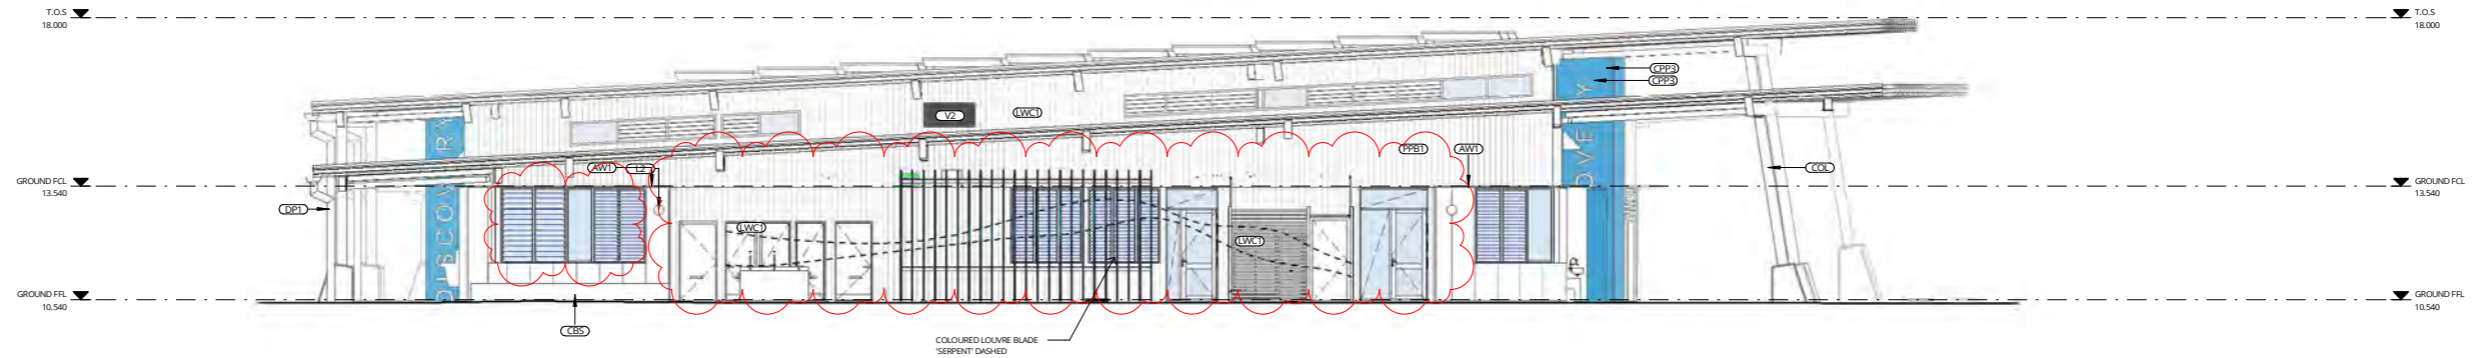 T.O.S
18.000
T.O.S
18.000
CPP3
CPP3
V2
LWC1
PPB1
AW1
AW1
L2
COL
GROUND FCL
13.540
GROUND FCL
13.540
DP1
DISCOVERY
OVERY
LWC1
LWC1
GROUND FFL
10.540
GROUND FFL
10.540
CBS
COLOURED LOUVRE BLADE
'SERPENT' DASHED